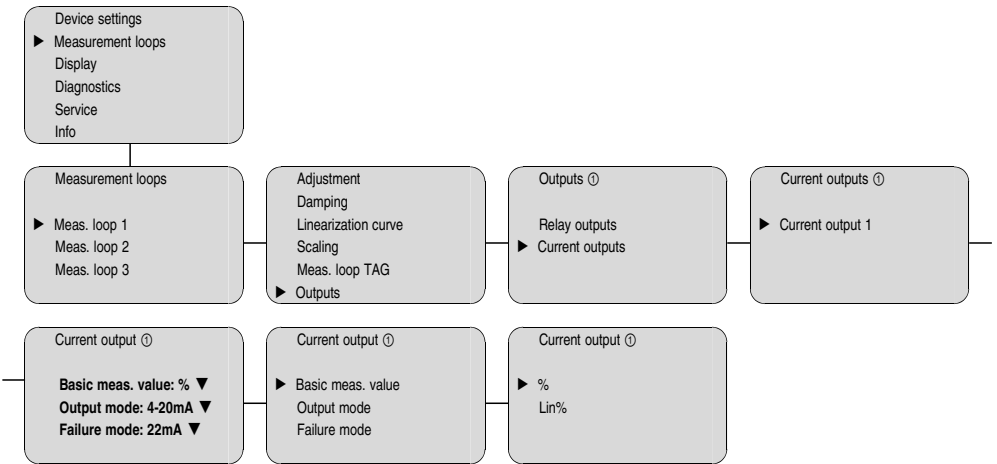 Device settings
▶ Measurement loops
Display
Diagnostics
Service
Info
Measurement loops
▶ Meas. loop 1
Meas. loop 2
Meas. loop 3
Adjustment
Damping
Linearization curve
Scaling
Meas. loop TAG
▶ Outputs
Outputs ①
Relay outputs
▶ Current outputs
Current outputs ①
▶ Current output 1
Current output ①
Basic meas. value: % ▼
Output mode: 4-20mA ▼
Failure mode: 22mA ▼
Current output ①
▶ Basic meas. value
Output mode
Failure mode
Current output ①
▶ %
Lin%